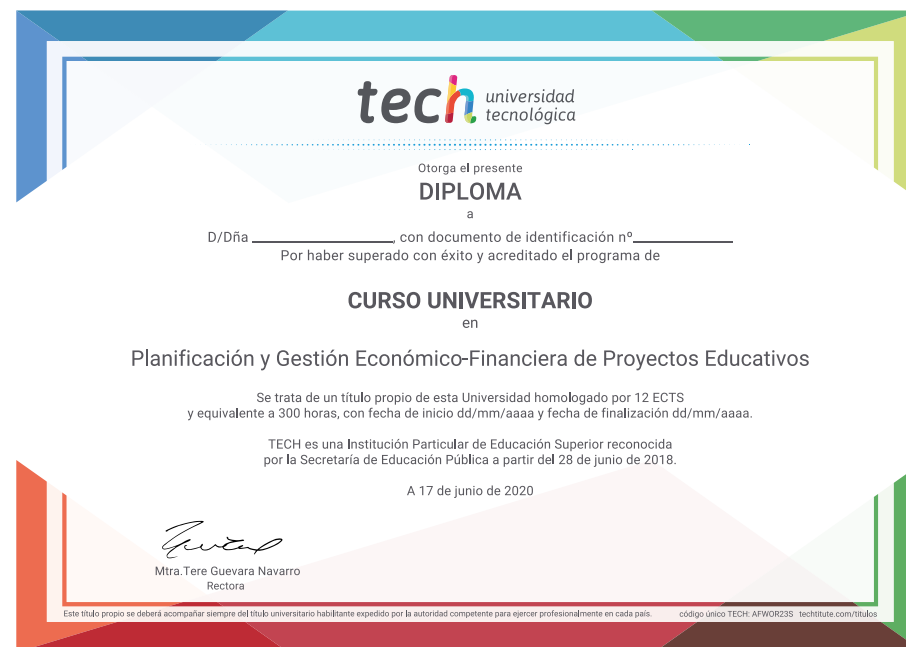 tech universidad
tecnológica
Otorga el presente
DIPLOMA
a
D/Dña ____________________, con documento de identificación nº______________
Por haber superado con éxito y acreditado el programa de
CURSO UNIVERSITARIO
en
Planificación y Gestión Económico-Financiera de Proyectos Educativos
Se trata de un título propio de esta Universidad homologado por 12 ECTS
y equivalente a 300 horas, con fecha de inicio dd/mm/aaaa y fecha de finalización dd/mm/aaaa.
TECH es una Institución Particular de Educación Superior reconocida
por la Secretaría de Educación Pública a partir del 28 de junio de 2018.
A 17 de junio de 2020
Mtra.Tere Guevara Navarro
Rectora
Este título propio se deberá acompañar siempre del título universitario habilitante expedido por la autoridad competente para ejercer profesionalmente en cada país. código único TECH: AFWOR23S techtitute.com/títulos